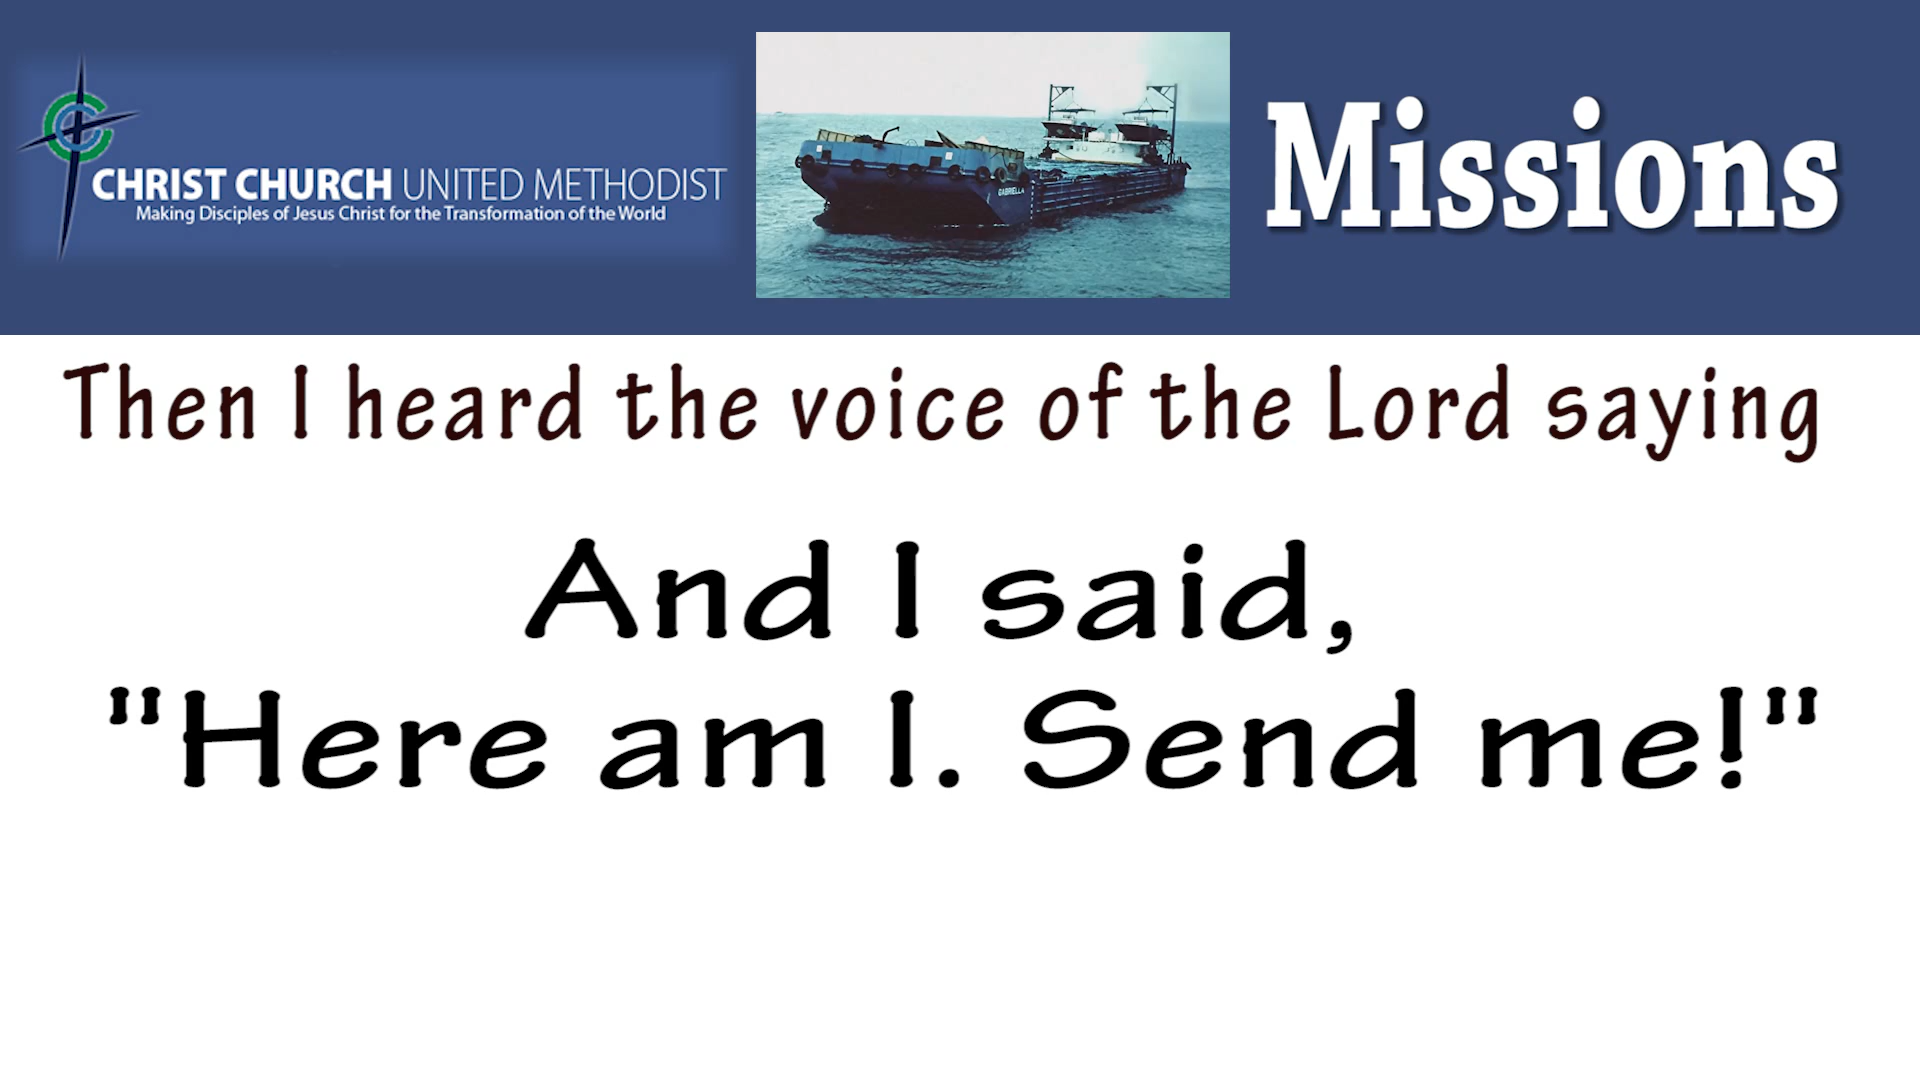 CHRIST CHURCH UNITED METHODIST
Making Disciples of Jesus Christ for the Transformation of the World
GABRIELLA
Missions
Then I heard the voice of the Lord saying
And I said,
"Here am I. Send me!"